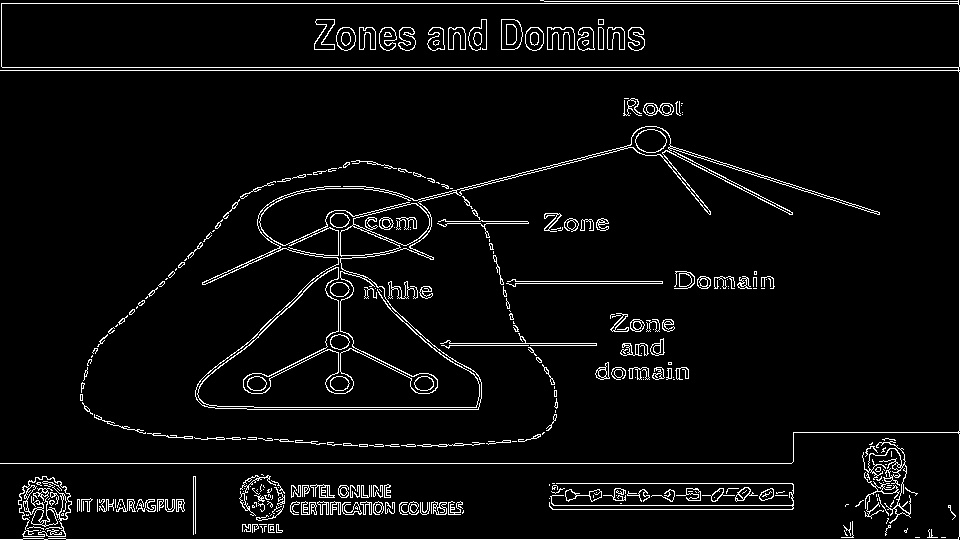 Zones and Domains
Root
com
Zone
mhhe
Domain
Zone
and
domain
IIT KHARAGPUR
NPTEL
NPTEL ONLINE
CERTIFICATION COURSES